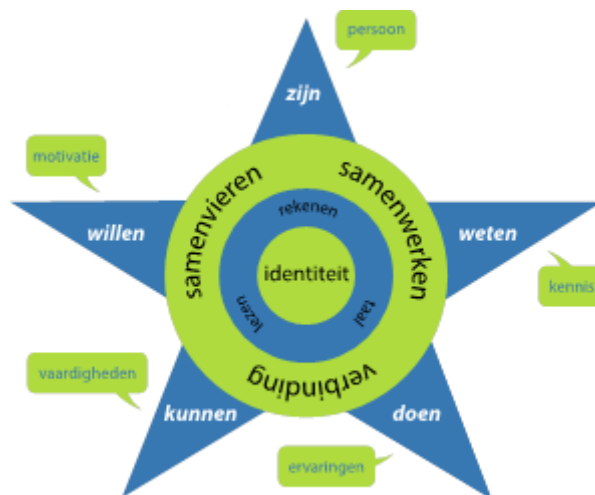 persoon
zijn
motivatie
samenvieren
samenwerken
rekenen
willen
weten
identiteit
kennis
lezen
taal
verbinding
vaardigheden
kunnen
doen
ervaringen